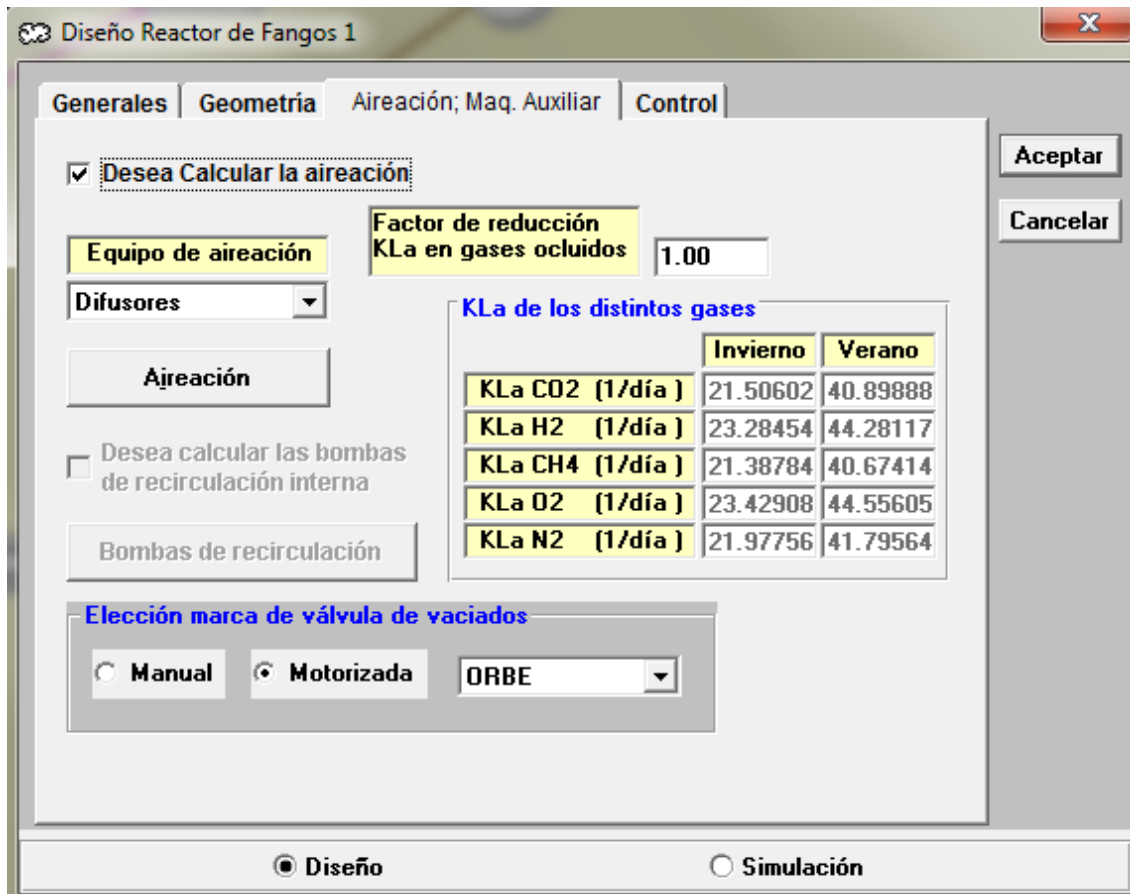 Diseño Reactor de Fangos 1
Generales Geometría Aireación; Maq. Auxiliar Control
Aceptar
Cancelar
Desea Calcular la aireación
Factor de reducción
KLa en gases ocluidos
1.00
Equipo de aireación
Difusores
Aireación
KLa de los distintos gases
Invierno Verano
KLa CO2 (1/día ) 21.50602 40.89888
KLa H2 (1/día ) 23.28454 44.28117
KLa CH4 (1/día ) 21.38784 40.67414
KLa O2 (1/día ) 23.42908 44.55605
KLa N2 (1/día ) 21.97756 41.79564
Desea calcular las bombas
de recirculación interna
Bombas de recirculación
Elección marca de válvula de vaciados
Manual Motorizada ORBE
Diseño Simulación